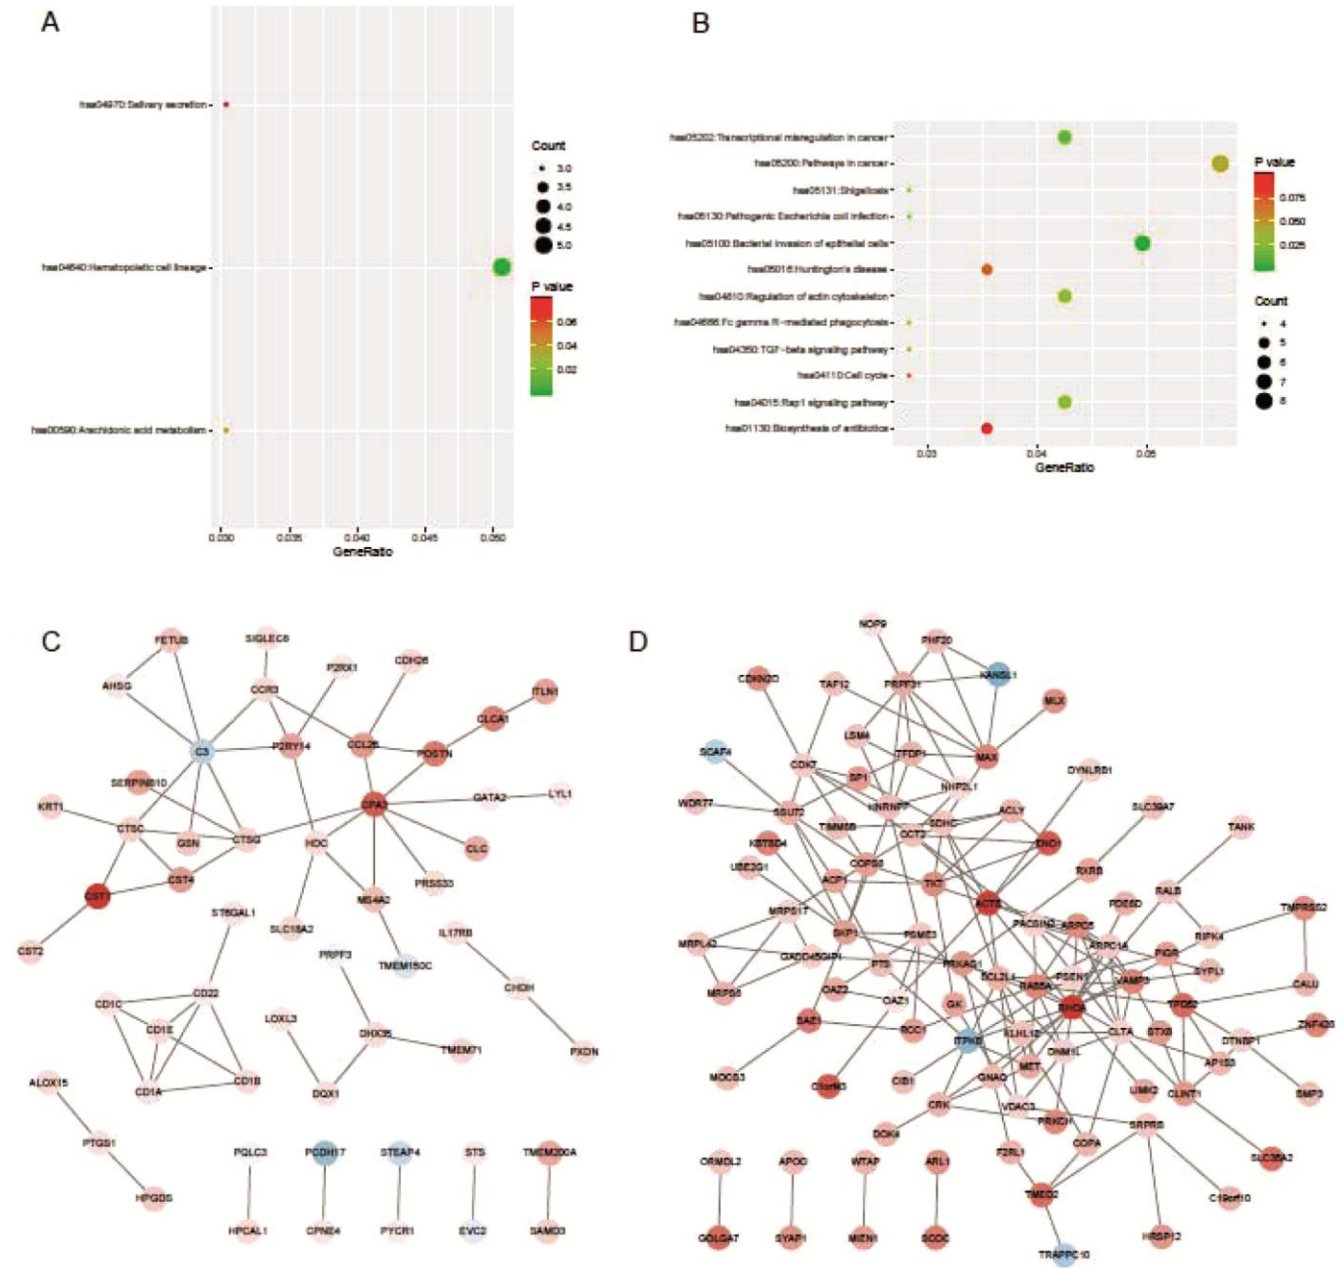 A
hsa04970:Salivary secretion
hsa04640:Hematopoietic cell lineage
hsa00590:Arachidonic acid metabolism
0.030 0.035 0.040 0.045 0.050
GeneRatio
Count
3.0
3.5
4.0
4.5
5.0
P value
0.06
0.04
0.02
B
hsa05202:Transcriptional misregulation in cancer
hsa05200:Pathways in cancer
hsa05131:Shigellosis
hsa05130:Pathogenic Escherichia coli infection
hsa05100:Bacterial invasion of epithelial cells
hsa05016:Huntington's disease
hsa04810:Regulation of actin cytoskeleton
hsa04666:Fc gamma R-mediated phagocytosis
hsa04350:TGF-beta signaling pathway
hsa04110:Cell cycle
hsa04015:Rap1 signaling pathway
hsa01130:Biosynthesis of antibiotics
0.03 0.04 0.05
GeneRatio
P value
0.075
0.050
0.025
Count
4
5
6
7
8
C
FETUB
SIGLEC8
P2RX1
CDH26
AHSG
CCR3
ITLN1
CLCA1
C3
P2RY14
CCL26
POSTN
SERPINB10
KRT1
CPA3
GATA2
LYL1
CTSC
GSN
CTSG
HDC
CLC
CST4
PRSS33
CST1
MS4A2
ST6GAL1
SLC18A2
IL17RB
CST2
PRPF3
TMEM150C
CD22
CHDH
CD1C
LOXL3
CD1E
DHX35
TMEM71
PXDN
ALOX15
CD1A
CD1B
DQX1
PTGS1
HPGDS
PQLC3
PCDH17
STEAP4
STS
TMEM200A
HPCAL1
CPNE4
PYCR1
EVC2
SAMD3
D
NOP9
PHF20
CDKN2D
TAF12
PRPF31
KANSL1
MLX
LSM4
SCAF4
TFDP1
MAX
CDK7
SP1
DYNLRB1
NHP2L1
WDR77
SSU72
HNRNPF
ACLY
SLC39A7
TIMM8B
CCT2
SDHC
TANK
KBTBD4
ENO1
UBE2G1
COPS8
RXRB
ACP1
TKT
RALB
MRPS17
ACTB
PDE6D
TMPRSS2
SKP1
PSME3
PACSIN2
ARPC5
RIPK4
MRPL42
GADD45GIP1
ARPC1A
PIGR
PTS
PRKAG1
BCL2L1
PSEN1
SYPL1
MRPS6
OAZ2
RAB5A
VAMP3
CALU
OAZ1
GK
RHOA
TPD52
SAE1
RCC1
ZNF426
ITPKB
KLHL12
CLTA
STX6
DTNBP1
DNM1L
MOCS3
CIB1
GNAQ
MET
AP1S3
C1orf43
LIMK2
CLINT1
BMP3
CRK
VDAC3
PRKCH
SRPRB
DOK4
COPA
ORMDL2
APOO
WTAP
ARL1
F2RL1
SLC35A2
TMED2
C19orf10
GOLGA7
SYAP1
MIEN1
SCOC
HRSP12
TRAPPC10